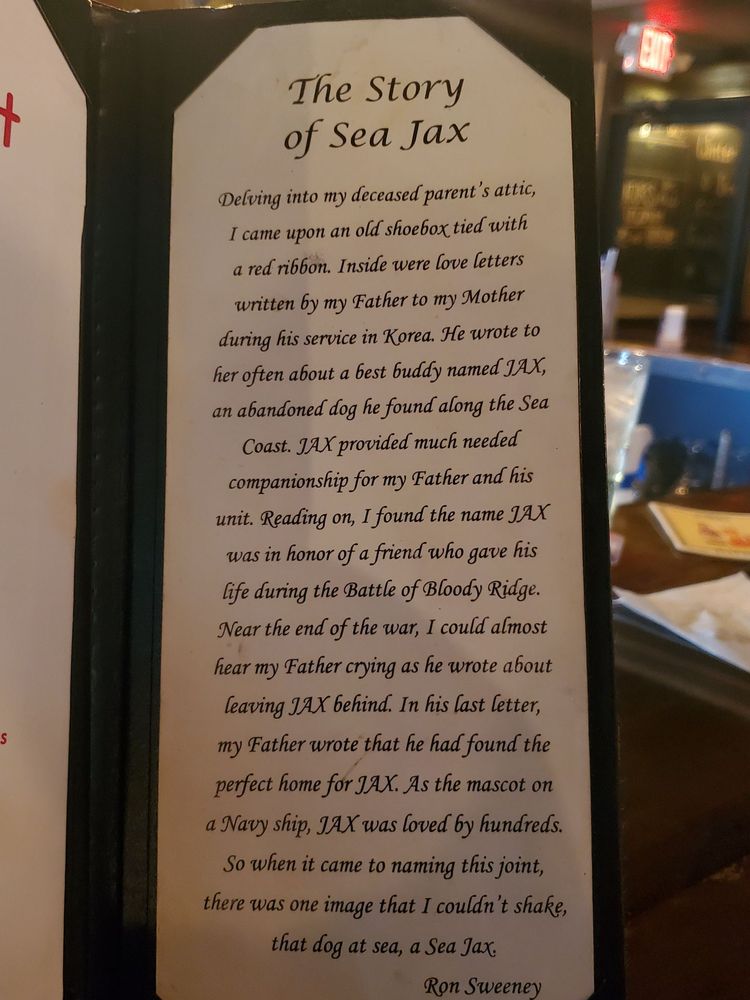 The Story
of Sea Jax
Delving into my deceased parent's attic,
I came upon an old shoebox tied with
a red ribbon. Inside were love letters
written by my Father to my Mother
during his service in Korea. He wrote to
her often about a best buddy named JAX,
an abandoned dog he found along the Sea
Coast. JAX provided much needed
companionship for my Father and his
unit. Reading on, I found the name JAX
was in honor of a friend who gave his
life during the Battle of Bloody Ridge.
Near the end of the war, I could almost
hear my Father crying as he wrote about
leaving JAX behind. In his last letter,
my Father wrote that he had found the
perfect home for JAX. As the mascot on
a Navy ship, JAX was loved by hundreds.
So when it came to naming this joint,
there was one image that I couldn't shake,
that dog at sea, a Sea Jax.
Ron Sweeney
EXIT